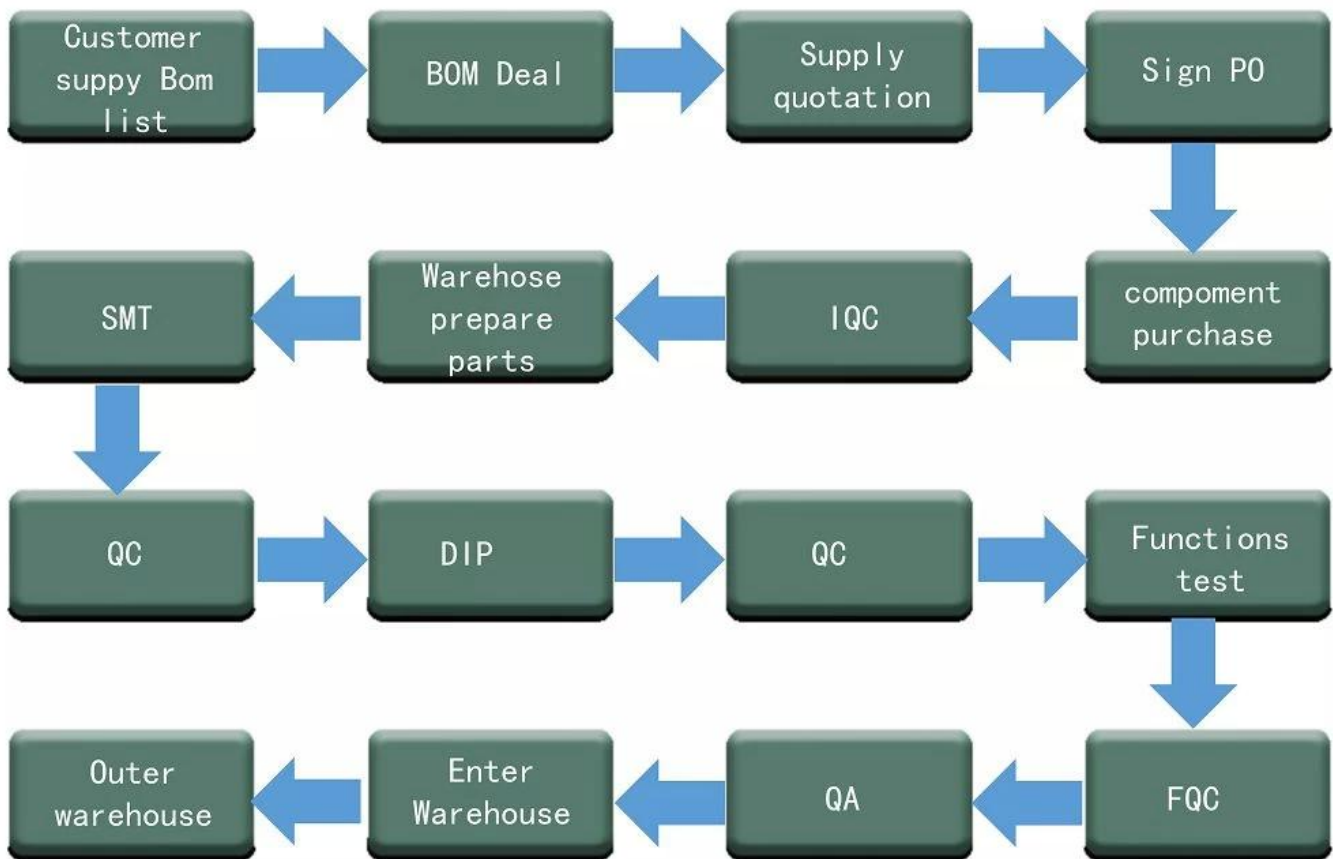 Customer
suppy Bom
list
BOM Deal
Supply
quotation
Sign PO
compoment
purchase
IQC
Warehose
prepare
parts
SMT
QC
DIP
QC
Functions
test
FQC
QA
Enter
Warehouse
Outer
warehouse